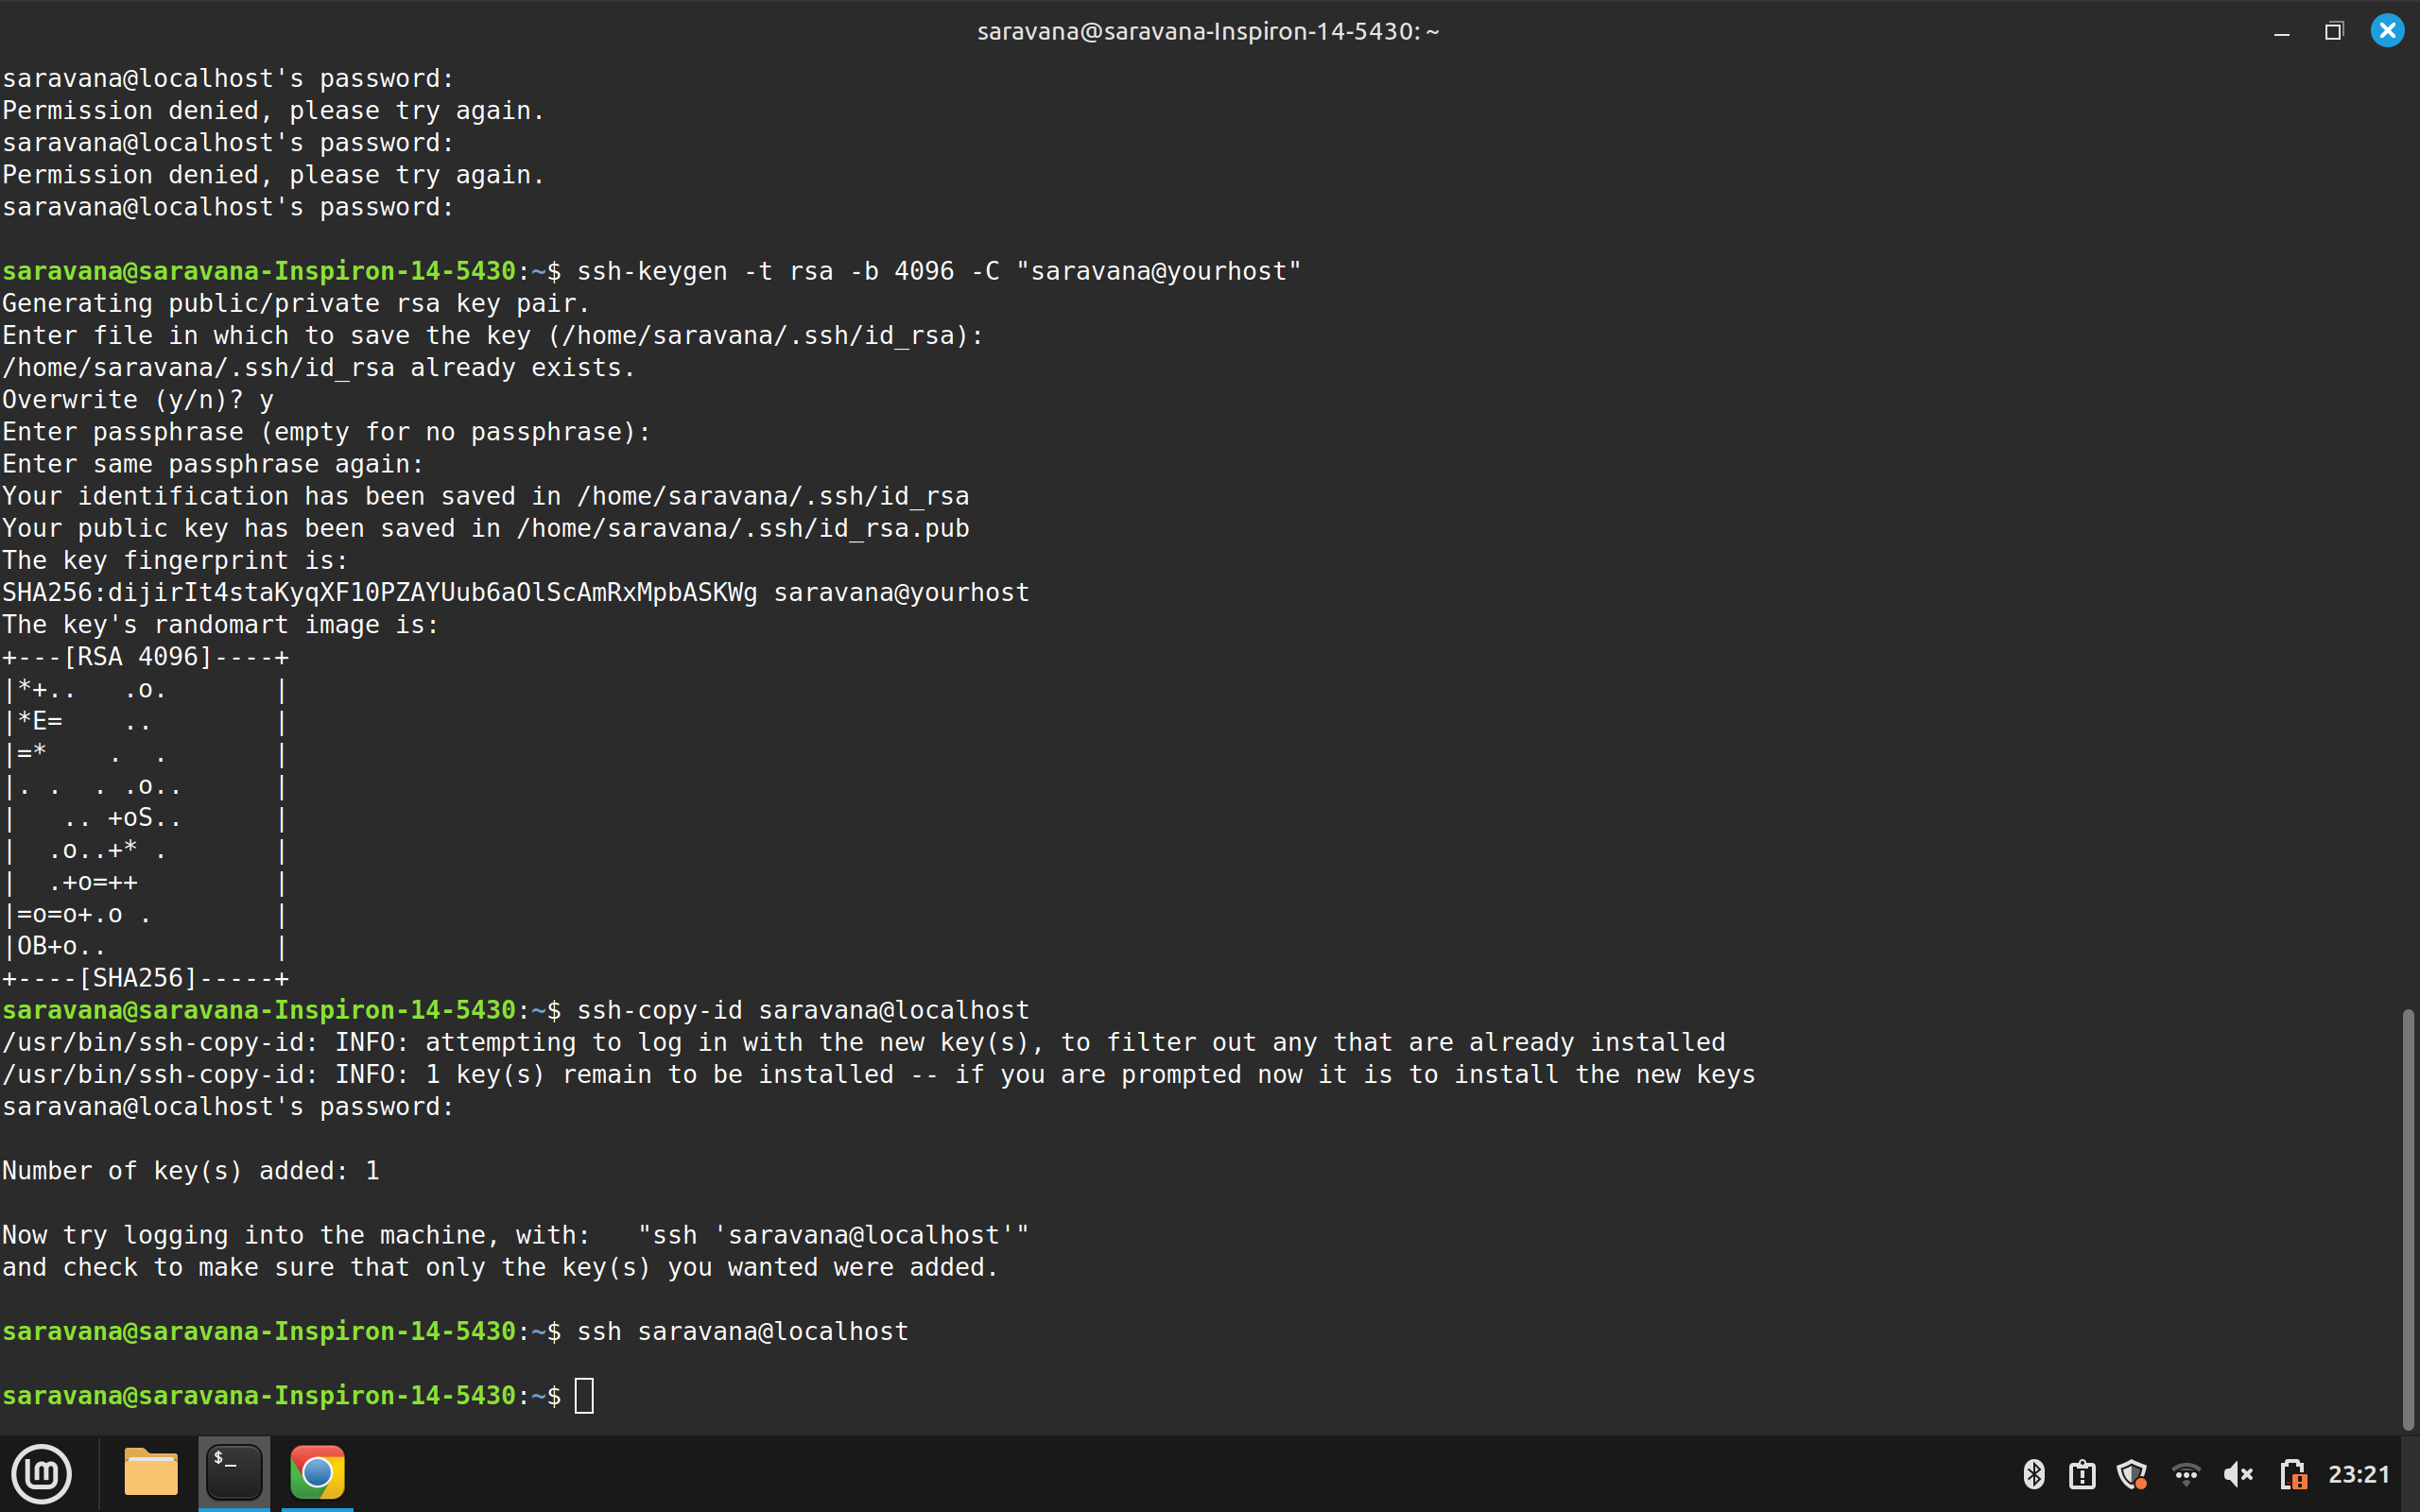 saravana@saravana-Inspiron-14-5430: ~
saravana@localhost's password:
Permission denied, please try again.
saravana@localhost's password:
Permission denied, please try again.
saravana@localhost's password:
saravana@saravana-Inspiron-14-5430:~$ ssh-keygen -t rsa -b 4096 -C "saravana@yourhost"
Generating public/private rsa key pair.
Enter file in which to save the key (/home/saravana/.ssh/id_rsa):
/home/saravana/.ssh/id_rsa already exists.
Overwrite (y/n)? y
Enter passphrase (empty for no passphrase):
Enter same passphrase again:
Your identification has been saved in /home/saravana/.ssh/id_rsa
Your public key has been saved in /home/saravana/.ssh/id_rsa.pub
The key fingerprint is:
SHA256:dijirIt4staKyqXF10PZAYUub6aOlScAmRxMpbASKWg saravana@yourhost
The key's randomart image is:
+---[RSA 4096]----+
|*+..   .o.       |
|*E=    ..        |
|=*    .  .       |
|. .  . .o..      |
|   .. +oS..      |
|  .o..+* .       |
|  .+o=++         |
|=o=o+.o .        |
|OB+o..           |
+----[SHA256]-----+
saravana@saravana-Inspiron-14-5430:~$ ssh-copy-id saravana@localhost
/usr/bin/ssh-copy-id: INFO: attempting to log in with the new key(s), to filter out any that are already installed
/usr/bin/ssh-copy-id: INFO: 1 key(s) remain to be installed -- if you are prompted now it is to install the new keys
saravana@localhost's password:
Number of key(s) added: 1
Now try logging into the machine, with:   "ssh 'saravana@localhost'"
and check to make sure that only the key(s) you wanted were added.
saravana@saravana-Inspiron-14-5430:~$ ssh saravana@localhost
saravana@saravana-Inspiron-14-5430:~$
23:21